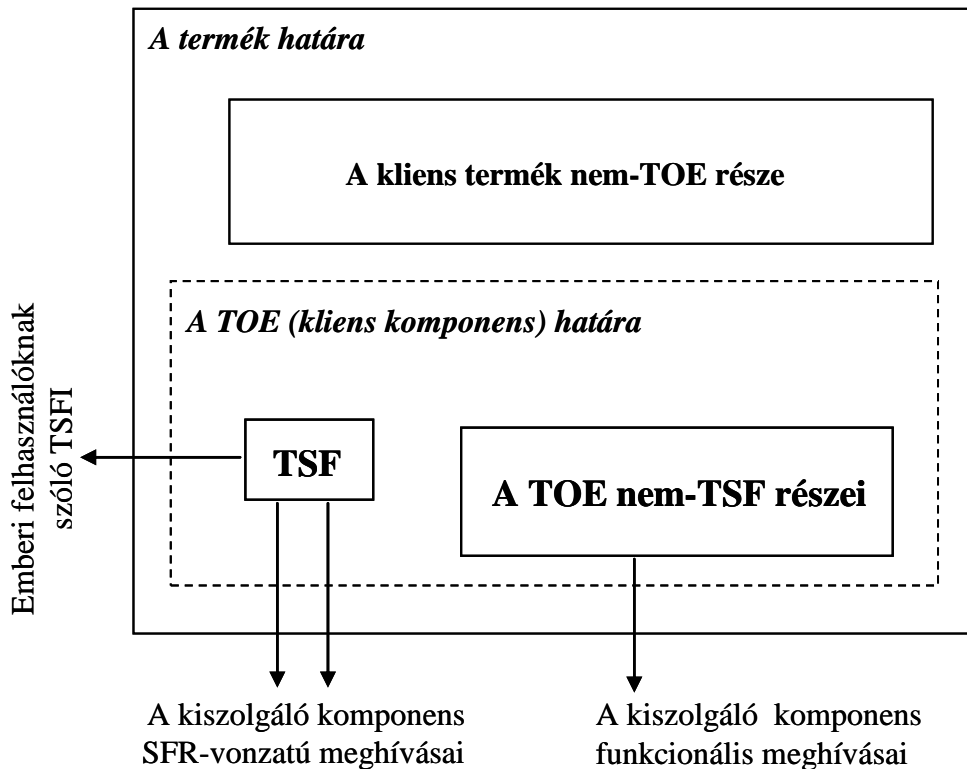 A termék határa
A kliens termék nem-TOE része
A TOE (kliens komponens) határa
Emberi felhasználóknak
szóló TSFI
TSF
A TOE nem-TSF részei
A kiszolgáló komponens
SFR-vonzatú meghívásai
A kiszolgáló komponens
funkcionális meghívásai